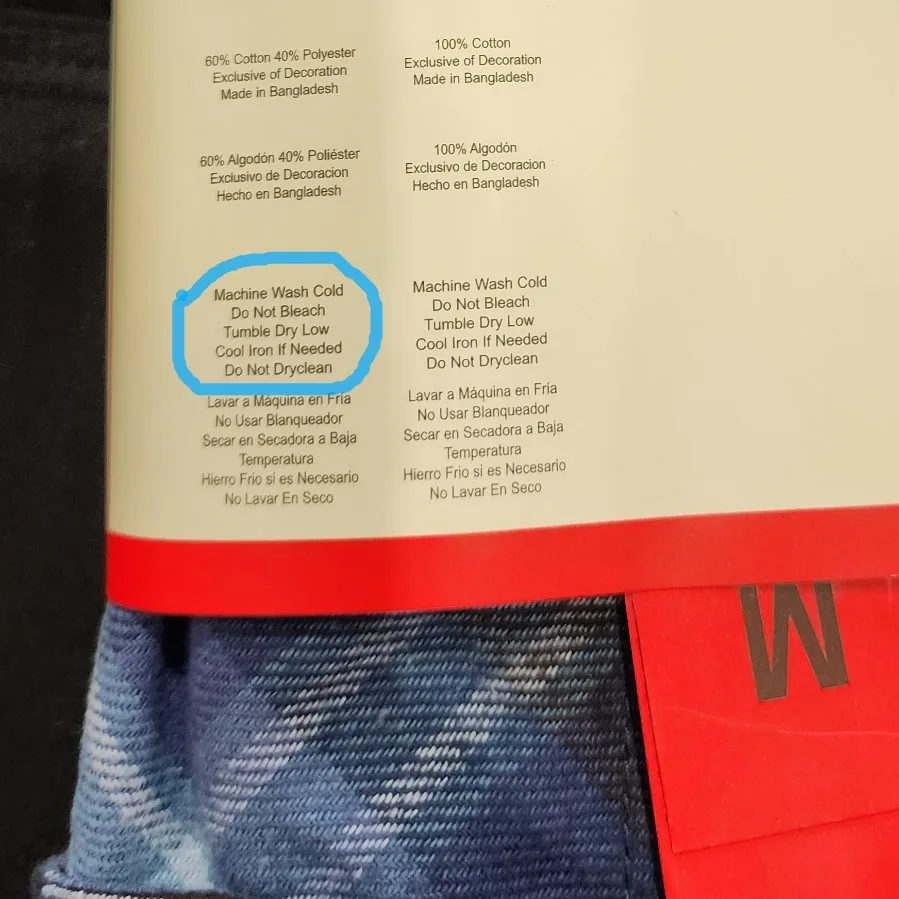 60% Cotton 40% Polyester
Exclusive of Decoration
Made in Bangladesh
100% Cotton
Exclusive of Decoration
Made in Bangladesh
60% Algodón 40% Poliéster
Exclusivo de Decoracion
Hecho en Bangladesh
100% Algodón
Exclusivo de Decoracion
Hecho en Bangladesh
Machine Wash Cold
Do Not Bleach
Tumble Dry Low
Cool Iron If Needed
Do Not Dryclean
Lavar a Máquina en Fría
No Usar Blanqueador
Secar en Secadora a Baja
Temperatura
Hierro Frio si es Necesario
No Lavar En Seco
Machine Wash Cold
Do Not Bleach
Tumble Dry Low
Cool Iron If Needed
Do Not Dryclean
Lavar a Máquina en Fría
No Usar Blanqueador
Secar en Secadora a Baja
Temperatura
Hierro Frio si es Necesario
No Lavar En Seco
M